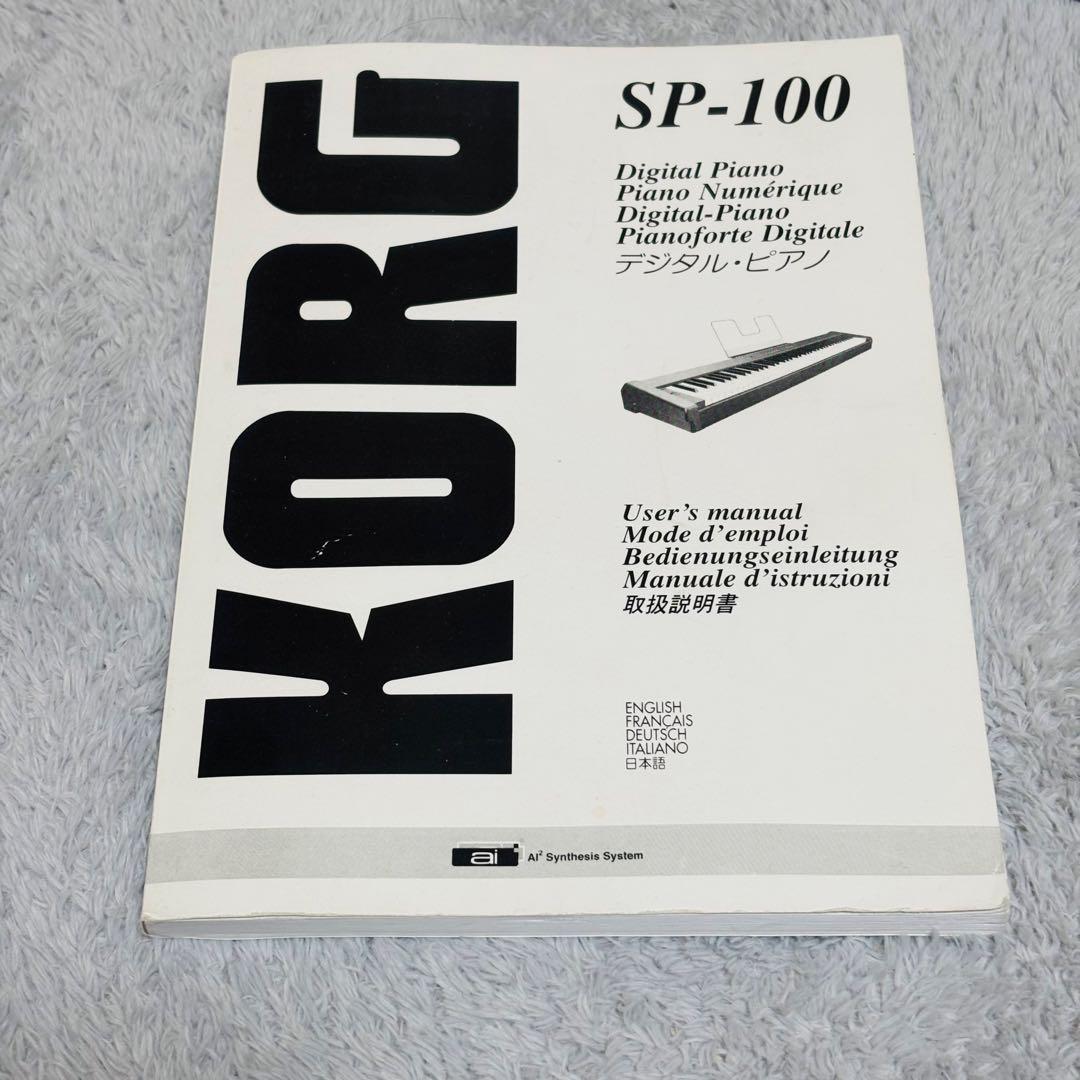 KORG
SP-100
Digital Piano
Piano Numérique
Digital-Piano
Pianoforte Digitale
デジタル・ピアノ
User's manual
Mode d'emploi
Bedienungseinleitung
Manuale d'istruzioni
取扱説明書
ENGLISH
FRANÇAIS
DEUTSCH
ITALIANO
日本語
ai AI² Synthesis System